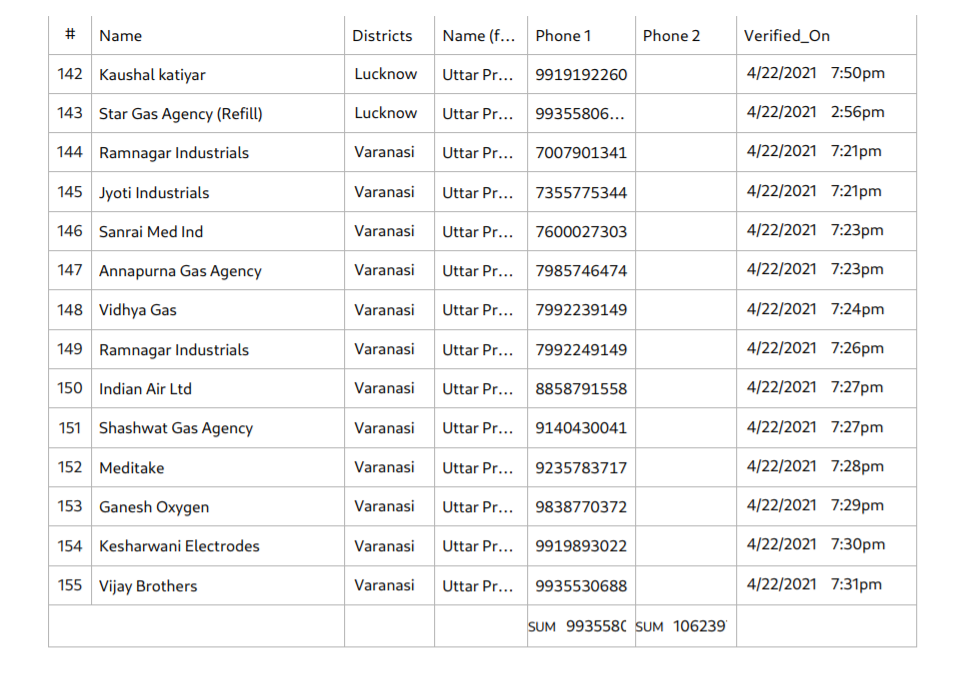 # Name Districts Name (f... Phone 1 Phone 2 Verified_On
142 Kaushal katiyar Lucknow Uttar Pr... 9919192260 4/22/2021 7:50pm
143 Star Gas Agency (Refill) Lucknow Uttar Pr... 99355806... 4/22/2021 2:56pm
144 Ramnagar Industrials Varanasi Uttar Pr... 7007901341 4/22/2021 7:21pm
145 Jyoti Industrials Varanasi Uttar Pr... 7355775344 4/22/2021 7:21pm
146 Sanrai Med Ind Varanasi Uttar Pr... 7600027303 4/22/2021 7:23pm
147 Annapurna Gas Agency Varanasi Uttar Pr... 7985746474 4/22/2021 7:23pm
148 Vidhya Gas Varanasi Uttar Pr... 7992239149 4/22/2021 7:24pm
149 Ramnagar Industrials Varanasi Uttar Pr... 7992249149 4/22/2021 7:26pm
150 Indian Air Ltd Varanasi Uttar Pr... 8858791558 4/22/2021 7:27pm
151 Shashwat Gas Agency Varanasi Uttar Pr... 9140430041 4/22/2021 7:27pm
152 Meditake Varanasi Uttar Pr... 9235783717 4/22/2021 7:28pm
153 Ganesh Oxygen Varanasi Uttar Pr... 9838770372 4/22/2021 7:29pm
154 Kesharwani Electrodes Varanasi Uttar Pr... 9919893022 4/22/2021 7:30pm
155 Vijay Brothers Varanasi Uttar Pr... 9935530688 4/22/2021 7:31pm
SUM 993558 SUM 106239